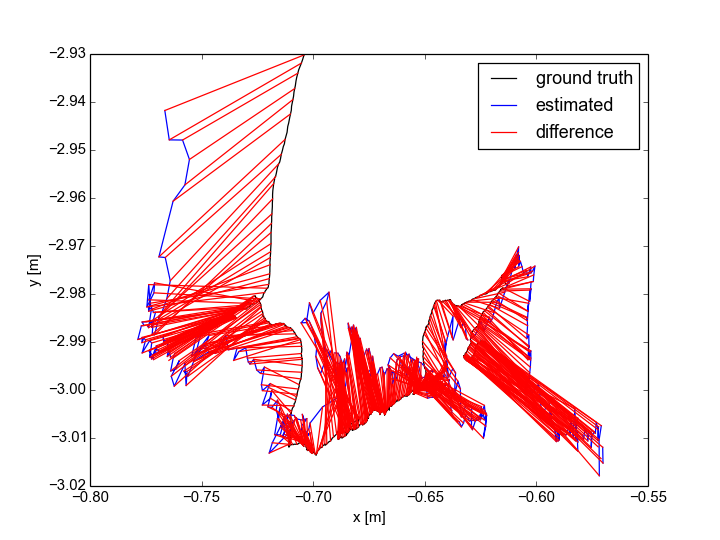 −2.93
−2.94
−2.95
−2.96
−2.97
−2.98
−2.99
−3.00
−3.01
−3.02
y [m]
ground truth
estimated
difference
−0.80 −0.75 −0.70 −0.65 −0.60 −0.55
x [m]